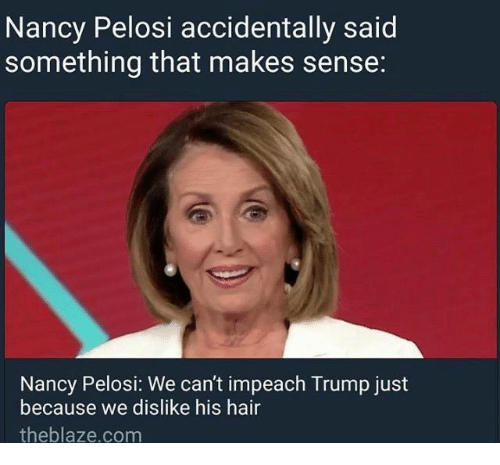 Nancy Pelosi accidentally said
something that makes sense:
Nancy Pelosi: We can't impeach Trump just
because we dislike his hair
theblaze.com